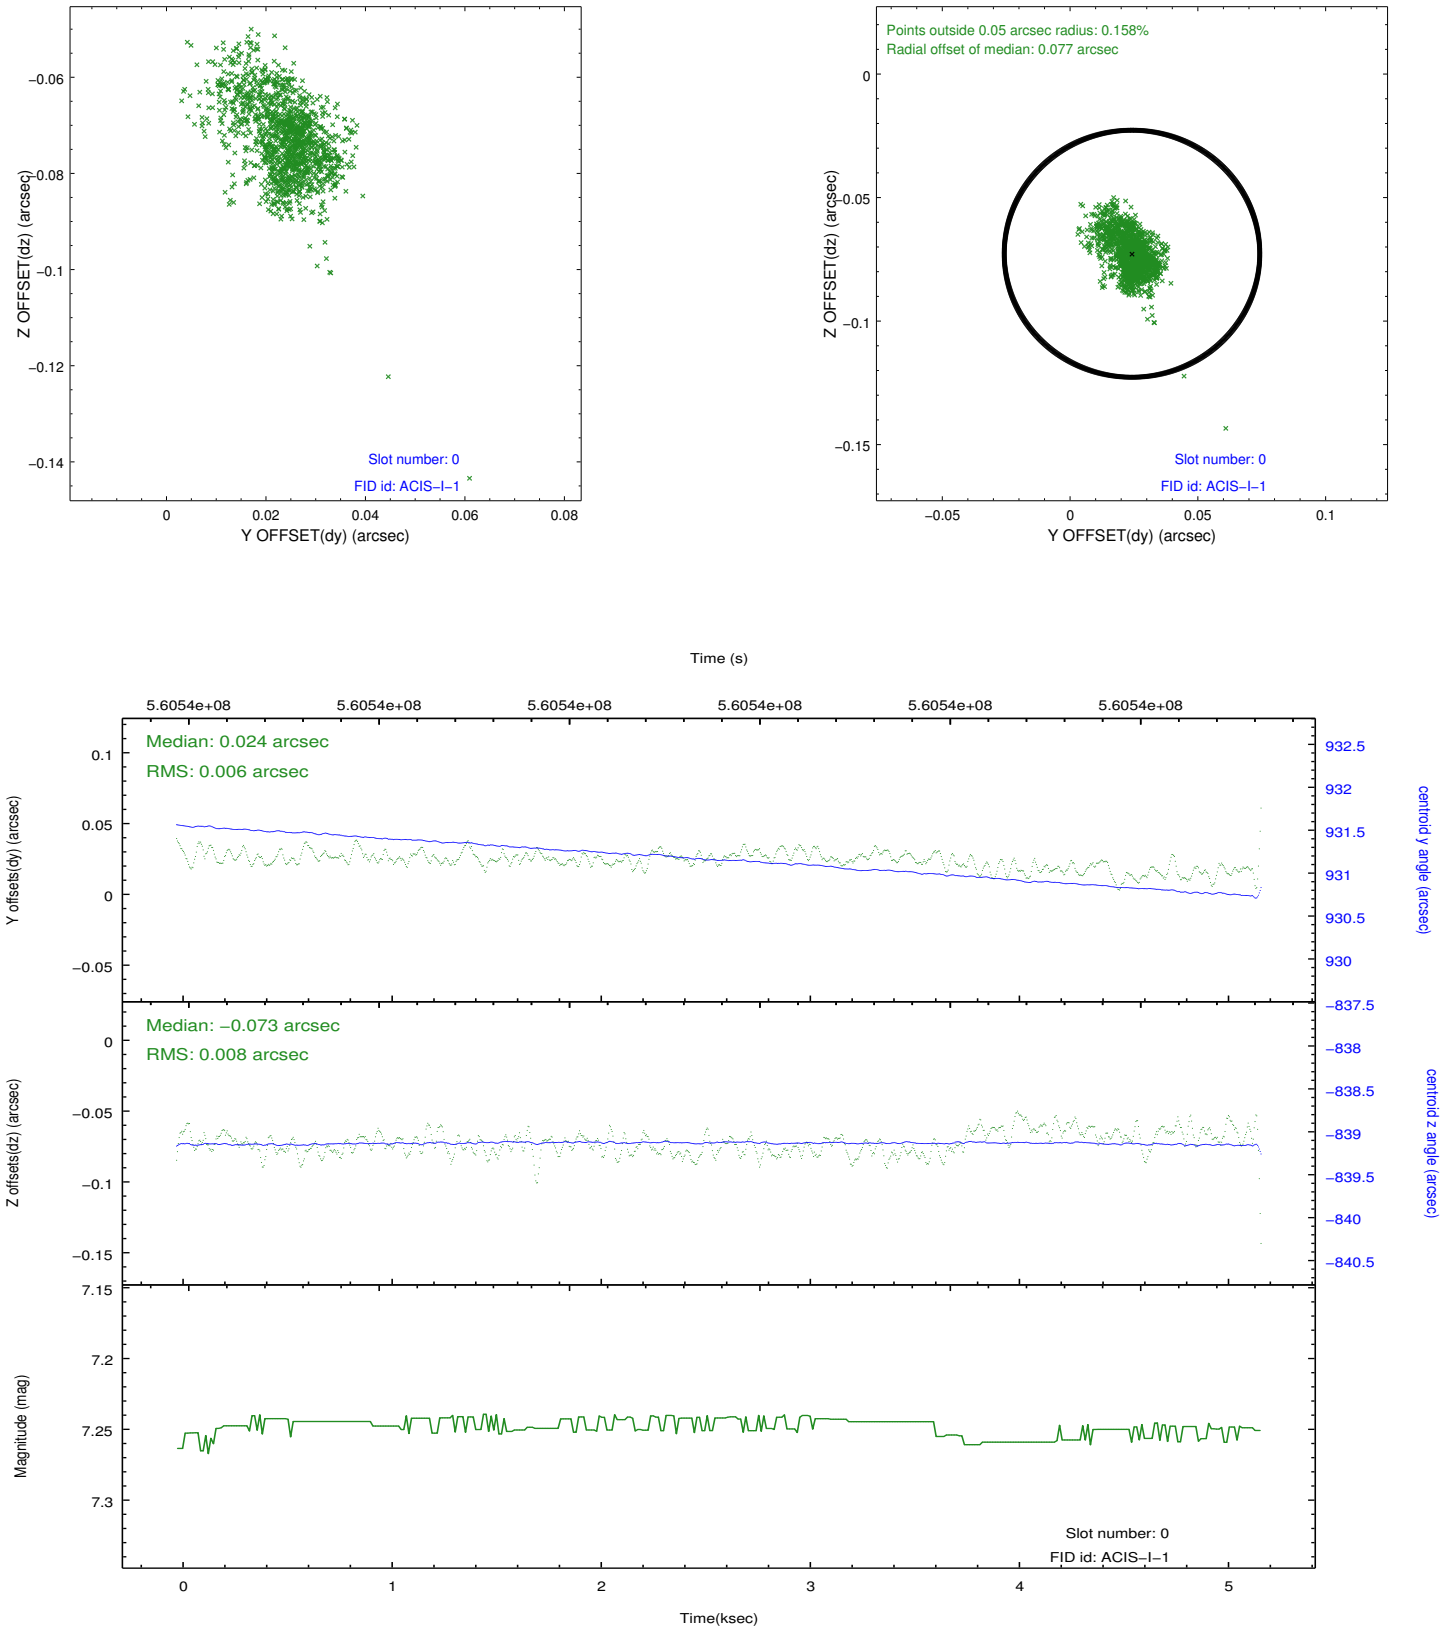 −0.06
−0.08
−0.1
−0.12
−0.14
Z OFFSET(dz) (arcsec)
Slot number: 0
FID id: ACIS−I−1
0 0.02 0.04 0.06 0.08
Y OFFSET(dy) (arcsec)
Points outside 0.05 arcsec radius: 0.158%
Radial offset of median: 0.077 arcsec
0
−0.05
−0.1
−0.15
Z OFFSET(dz) (arcsec)
Slot number: 0
FID id: ACIS−I−1
−0.05 0 0.05 0.1
Y OFFSET(dy) (arcsec)
Time (s)
5.6054e+08 5.6054e+08 5.6054e+08 5.6054e+08 5.6054e+08 5.6054e+08
Median: 0.024 arcsec
RMS: 0.006 arcsec
0.1
0.05
0
−0.05
Y offsets(dy) (arcsec)
932.5
932
931.5
931
930.5
930
centroid y angle (arcsec)
Median: −0.073 arcsec
RMS: 0.008 arcsec
0
−0.05
−0.1
−0.15
Z offsets(dz) (arcsec)
−837.5
−838
−838.5
−839
−839.5
−840
−840.5
centroid z angle (arcsec)
7.15
7.2
7.25
7.3
Magnitude (mag)
Slot number: 0
FID id: ACIS−I−1
0 1 2 3 4 5
Time(ksec)